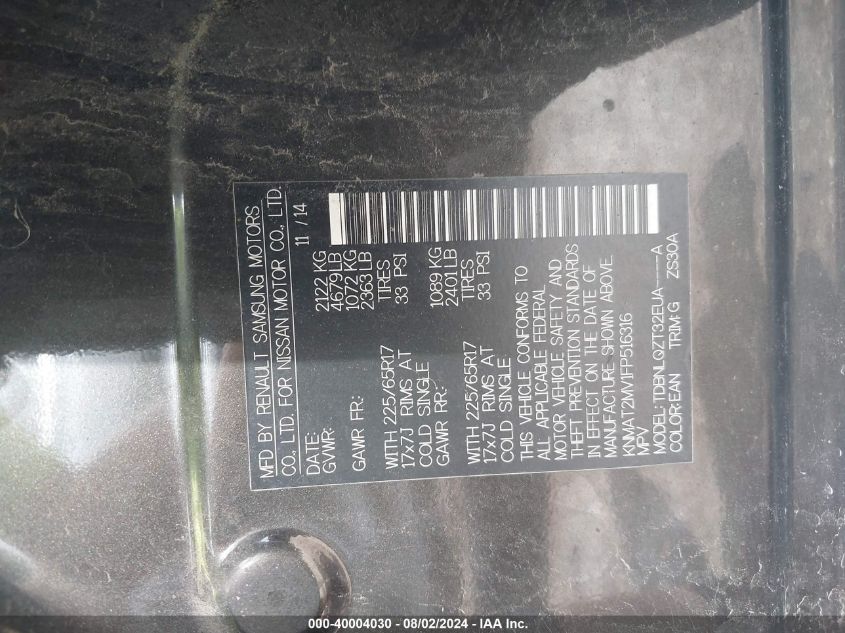 MFD BY RENAULT SAMSUNG MOTORS
CO., LTD. FOR NISSAN MOTOR CO., LTD.
DATE: 11 / 14
GVWR: 2122 KG
4679 LB
GAWR FR: 1072 KG
2363 LB
WITH 225/65R17 TIRES
17x7J RIMS AT 33 PSI
COLD SINGLE
GAWR RR: 1089 KG
2401 LB
WITH 225/65R17 TIRES
17x7J RIMS AT 33 PSI
COLD SINGLE
THIS VEHICLE CONFORMS TO
ALL APPLICABLE FEDERAL
MOTOR VEHICLE SAFETY AND
THEFT PREVENTION STANDARDS
IN EFFECT ON THE DATE OF
MANUFACTURE SHOWN ABOVE.
KNMAT2MV1FP516316
MPV
MODEL: TDBNLQZT32EUA----A
COLOR: EAN TRIM: G ZS30A
000-40004030 - 08/02/2024 - IAA Inc.